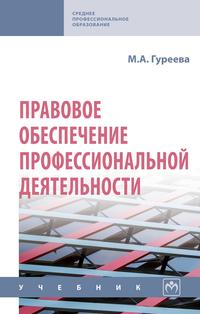 СРЕДНЕЕ
ПРОФЕССИОНАЛЬНОЕ
ОБРАЗОВАНИЕ
М.А. Гуреева
ПРАВОВОЕ
ОБЕСПЕЧЕНИЕ
ПРОФЕССИОНАЛЬНОЙ
ДЕЯТЕЛЬНОСТИ
УЧЕБНИК